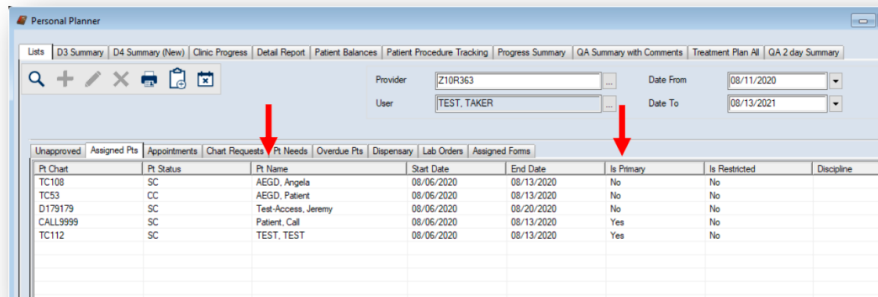 Personal Planner
Lists D3 Summary D4 Summary (New) Clinic Progress Detail Report Patient Balances Patient Procedure Tracking Progress Summary QA Summary with Comments Treatment Plan All QA 2 day Summary
Provider Z10R363 ... Date From 08/11/2020
User TEST, TAKER ... Date To 08/13/2021
Unapproved Assigned Pts Appointments Chart Requests Pt Needs Overdue Pts Dispensary Lab Orders Assigned Forms
Pt Chart Pt Status Pt Name Start Date End Date Is Primary Is Restricted Discipline
TC108 SC AEGD, Angela 08/06/2020 08/13/2020 No No
TC53 CC AEGD, Patient 08/06/2020 08/13/2020 No No
D179179 SC Test-Access, Jeremy 08/06/2020 08/20/2020 No No
CALL9999 SC Patient, Call 08/06/2020 08/13/2020 Yes No
TC112 SC TEST, TEST 08/06/2020 08/13/2020 Yes No